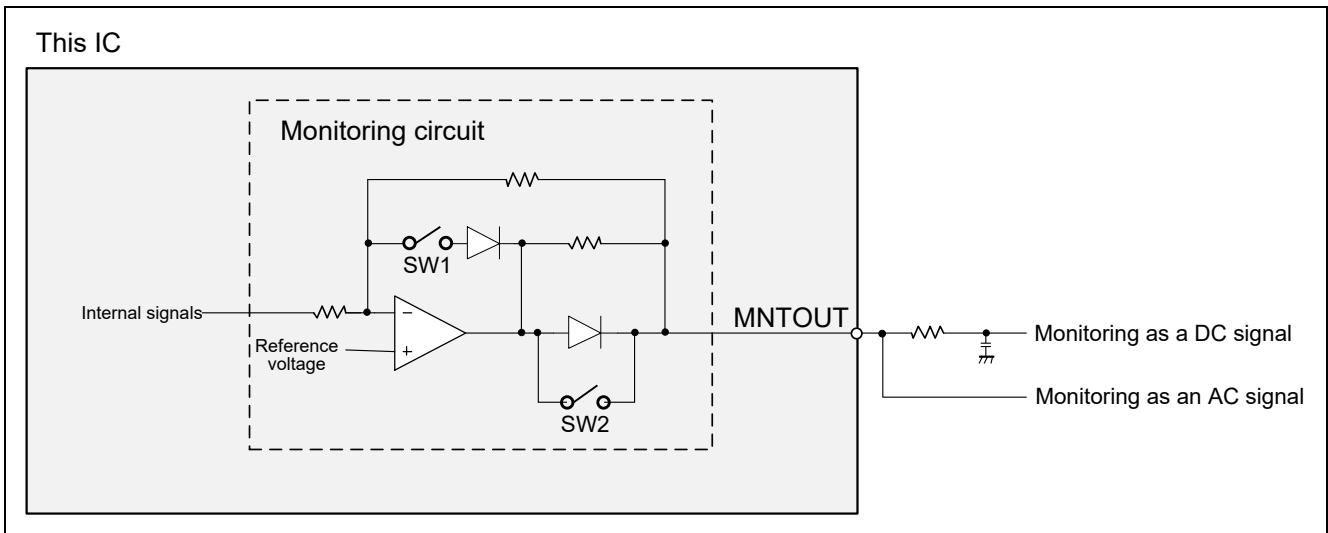 This IC
Monitoring circuit
SW1
Internal signals
−
+
Reference
voltage
MNTOUT
SW2
Monitoring as a DC signal
Monitoring as an AC signal